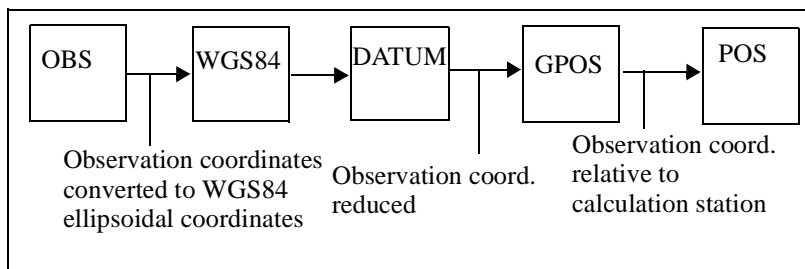 OBS
WGS84
DATUM
GPOS
POS
Observation coordinates
converted to WGS84
ellipsoidal coordinates
Observation coord.
reduced
Observation coord.
relative to
calculation station